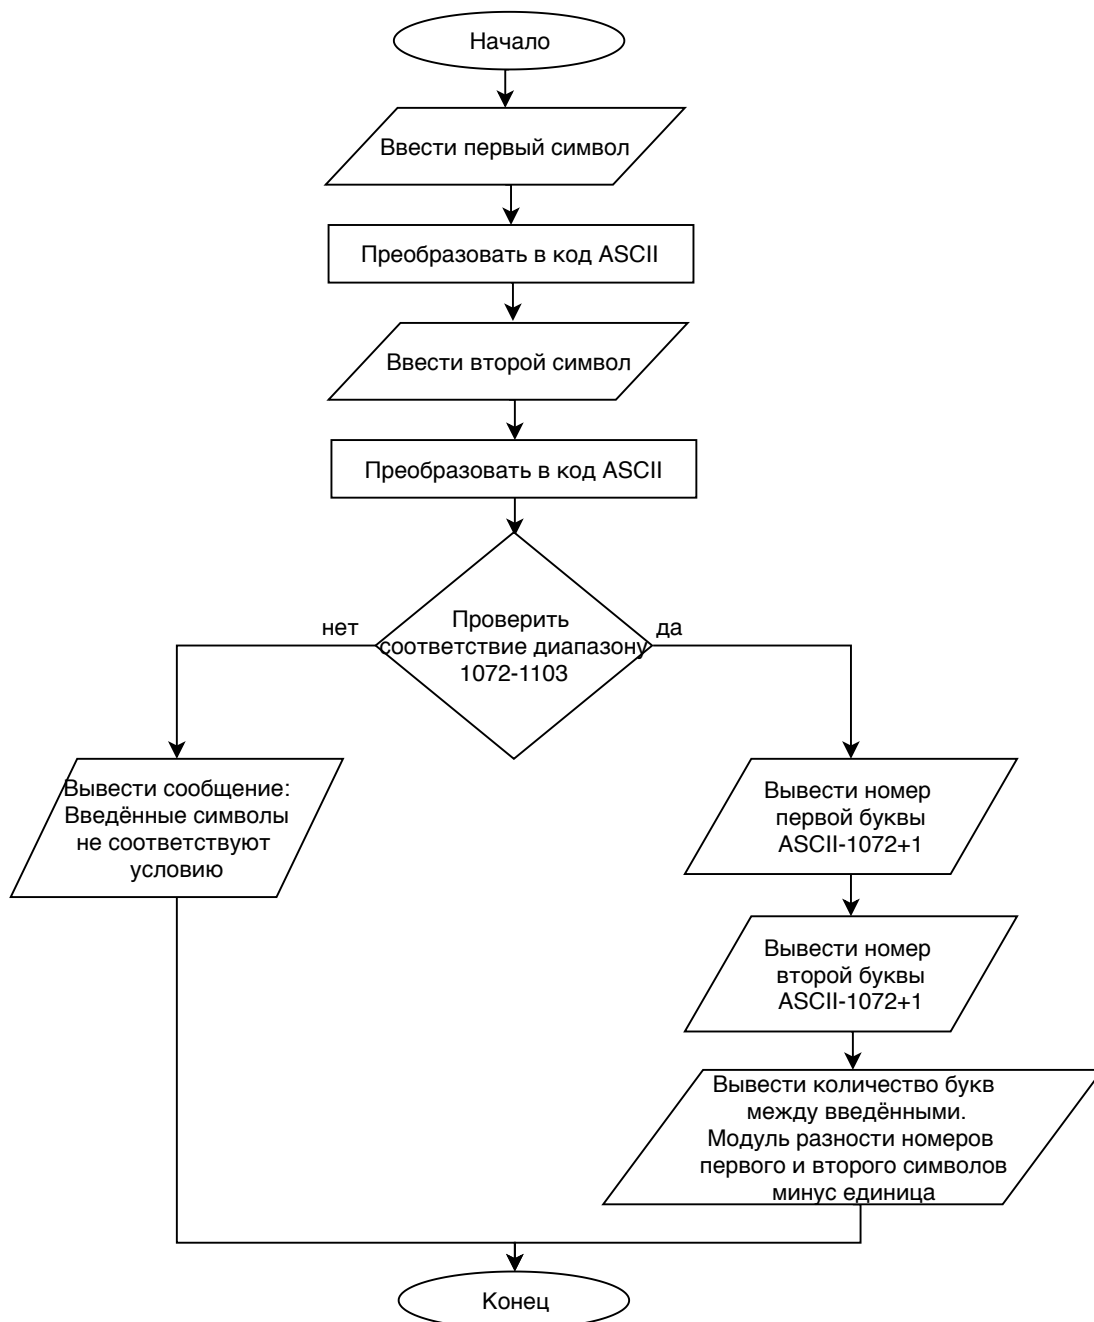 Начало
Ввести первый символ
Преобразовать в код ASCII
Ввести второй символ
Преобразовать в код ASCII
Проверить
соответствие диапазону
1072-1103
нет
да
Вывести сообщение:
Введённые символы
не соответствуют
условию
Вывести номер
первой буквы
ASCII-1072+1
Вывести номер
второй буквы
ASCII-1072+1
Вывести количество букв
между введёнными.
Модуль разности номеров
первого и второго символов
минус единица
Конец